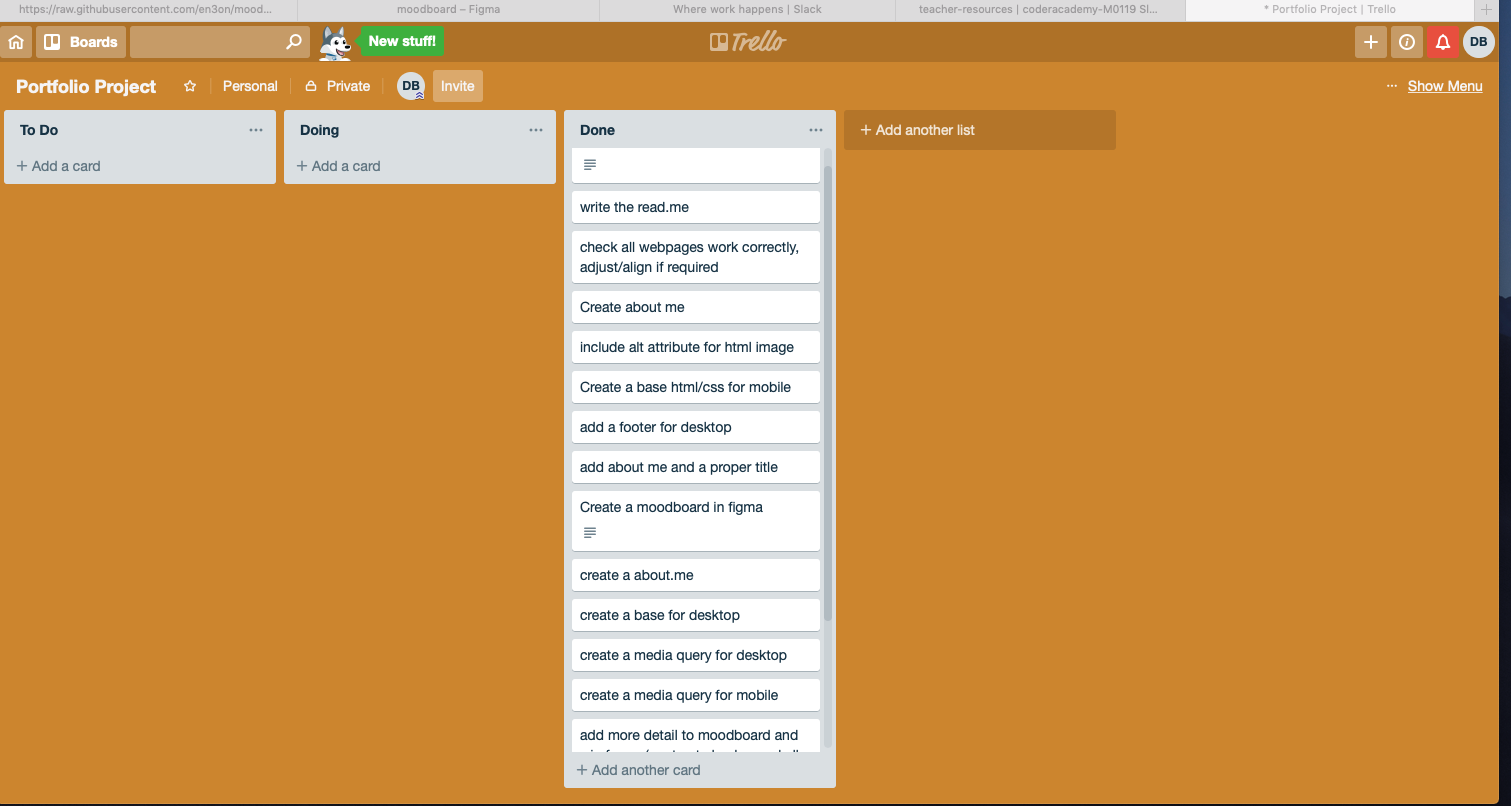 https://raw.githubusercontent.com/en3on/mood...
moodboard – Figma
Where work happens | Slack
teacher-resources | coderacademy-M0119 Sl...
* Portfolio Project | Trello
Boards
New stuff!
Trello
DB
Portfolio Project
Personal
Private
DB
Invite
... Show Menu
To Do
+ Add a card
Doing
+ Add a card
Done
write the read.me
check all webpages work correctly,
adjust/align if required
Create about me
include alt attribute for html image
Create a base html/css for mobile
add a footer for desktop
add about me and a proper title
Create a moodboard in figma
create a about.me
create a base for desktop
create a media query for desktop
create a media query for mobile
add more detail to moodboard and
+ Add another card
+ Add another list